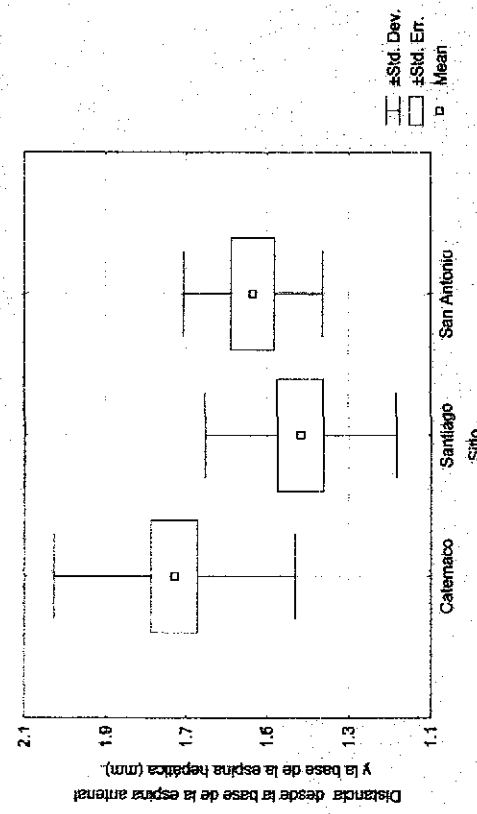 Distancia desde la base de la espina antenal
y la base de la espina hepática (mm).
2.1
1.9
1.7
1.5
1.3
1.1
Catemaco
Santiago
San Antonio
Sitio
±Std. Dev.
±Std. Err.
Mean